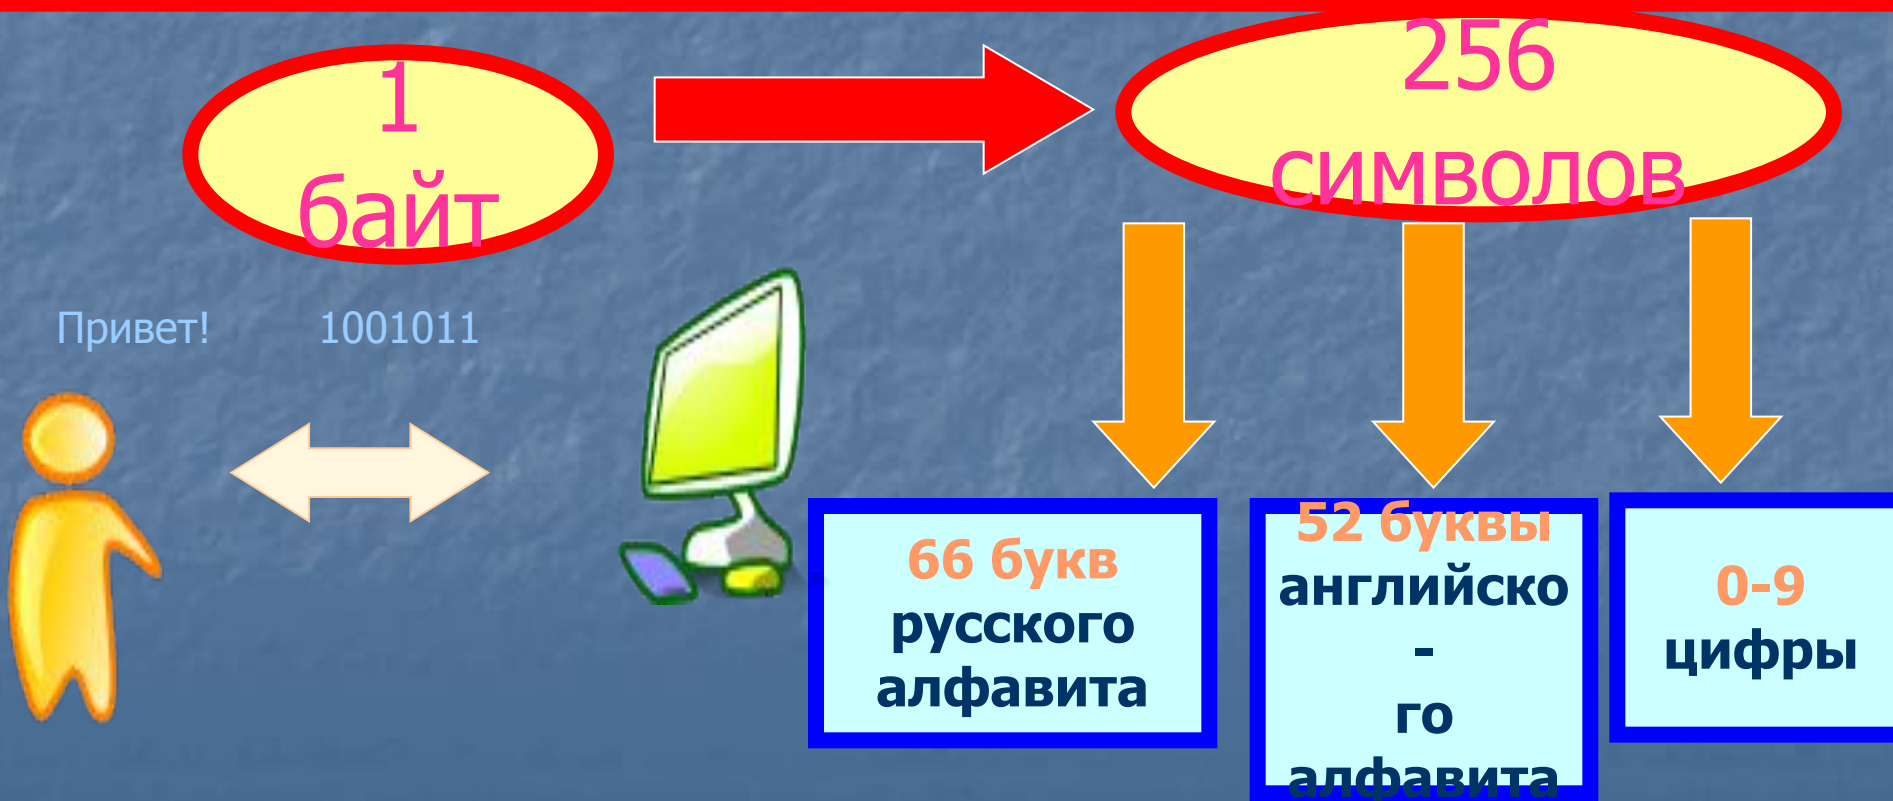 1
байт
256
символов
Привет!
1001011
66 букв
русского
алфавита
52 буквы
английско
-
го
алфавита
0-9
цифры